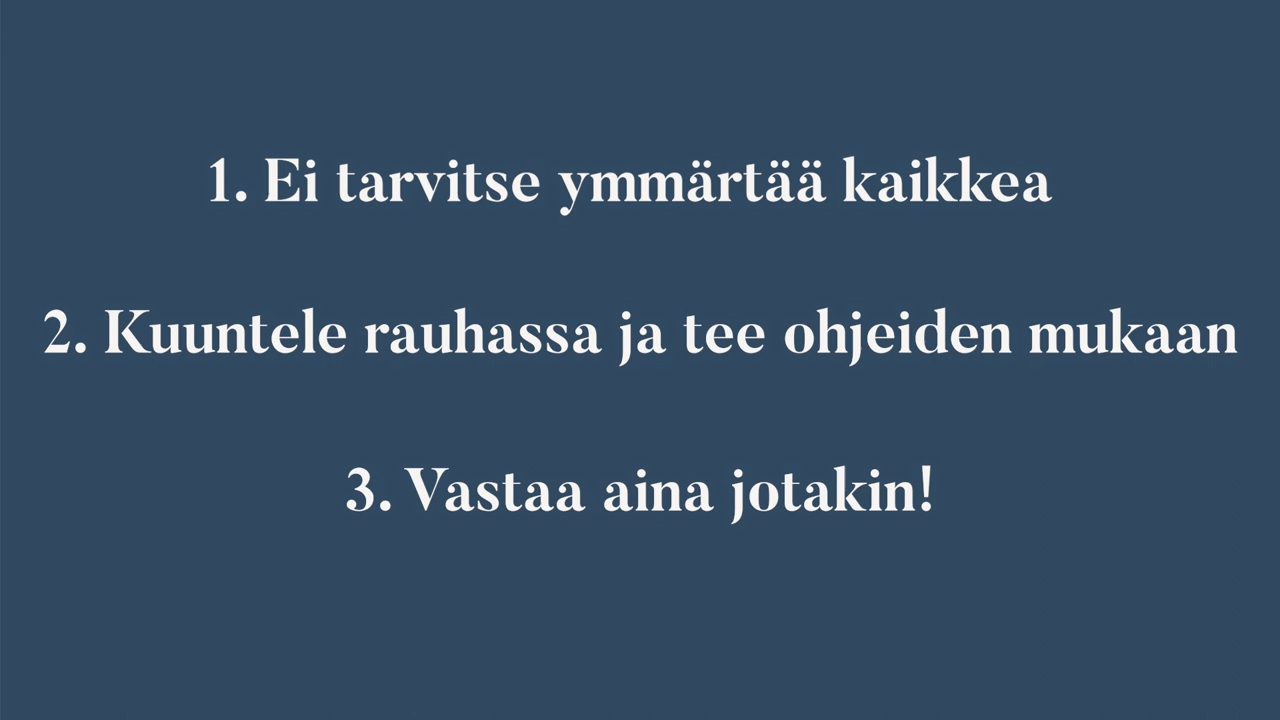 1. Ei tarvitse ymmärtää kaikkea
2. Kuuntele rauhassa ja tee ohjeiden mukaan
3. Vastaa aina jotakin!